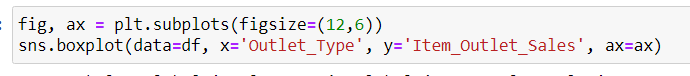 fig, ax = plt.subplots(figsize=(12,6))
sns.boxplot(data=df, x='Outlet_Type', y='Item_Outlet_Sales', ax=ax)